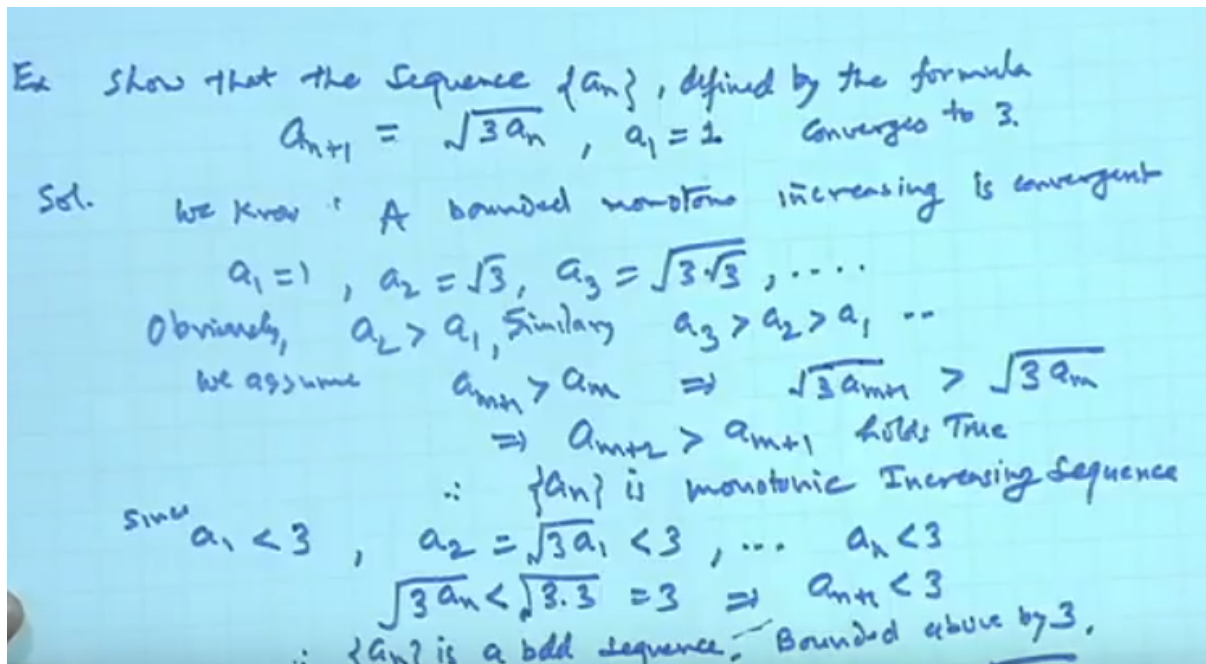 Ex Show that the sequence {an}, defined by the formula
an+1 = √3an , a1 = 1 Converges to 3.
Sol. We Know : A bounded monotone increasing is convergent
a1 = 1 , a2 = √3, a3 = √3·√3 , ....
Obviously, a2 > a1, Similary a3 > a2 > a1 ..
We assume am+1 > am ⇒ √3am+1 > √3am
⇒ am+2 > am+1 holds True
∴ {an} is monotonic Increasing Sequence
Since a1 < 3 , a2 = √3a1 < 3 , ... an < 3
√3an < √3.3 = 3 ⇒ an+1 < 3
∴ {an} is a bdd sequence. Bounded above by 3.